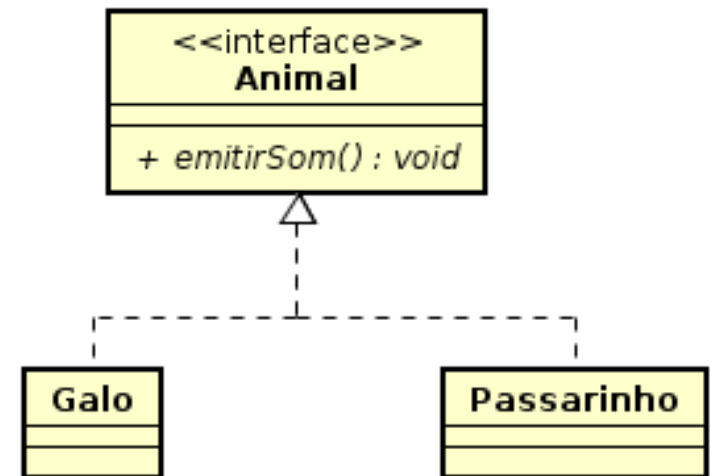 <<interface>>
Animal
+ emitirSom() : void
Galo
Passarinho